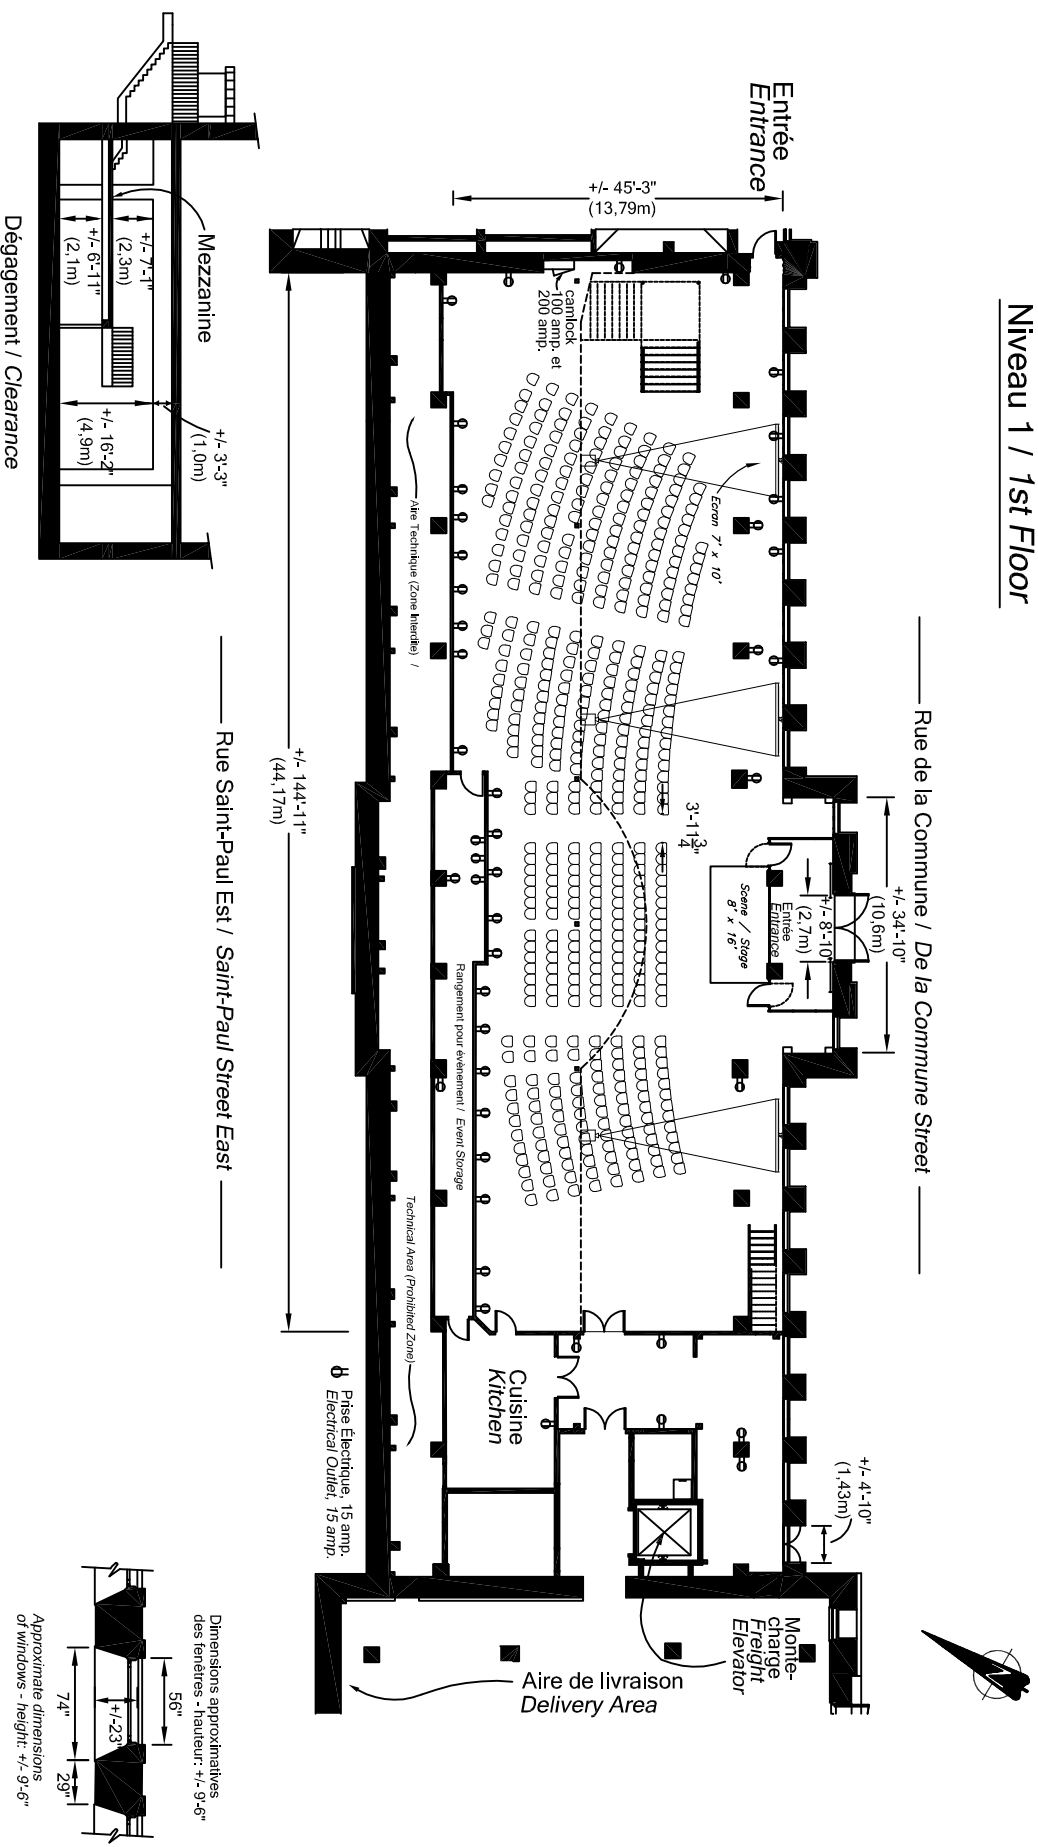 Niveau 1 / 1st Floor
Rue de la Commune / De la Commune Street
Entrée
Entrance
+/- 45'-3"
(13,79m)
+/- 34'-10"
(10,6m)
+/- 8'-10"
(2,7m)
Entrée
Entrance
Scene / Stage
8' x 16'
3'-11 3/4"
Ecran 7' x 10'
camlock
100 amp. et
200 amp.
+/- 4'-10"
(1,43m)
Aire Technique (Zone Interdite) /
Technical Area (Prohibited Zone)
Rangement pour évènement / Event Storage
Cuisine
Kitchen
Monte-
charge
Freight
Elevator
Aire de livraison
Delivery Area
+/- 144'-11"
(44,17m)
Prise Électrique, 15 amp.
Electrical Outlet, 15 amp.
Rue Saint-Paul Est / Saint-Paul Street East
Mezzanine
+/- 7'-1"
(2,3m)
+/- 6'-11"
(2,1m)
+/- 16'-2"
(4,9m)
+/- 3'-3"
(1,0m)
Dégagement / Clearance
N
Dimensions approximatives
des fenêtres - hauteur: +/- 9'-6"
56"
+/-23"
74"
29"
Approximate dimensions
of windows - height: +/- 9'-6"